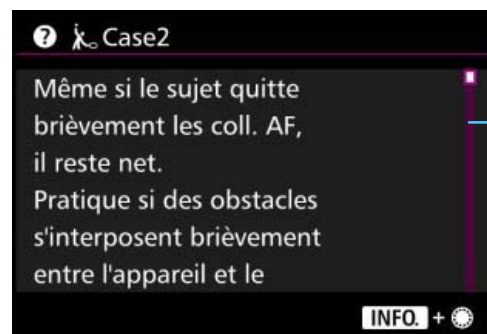 Case2
Même si le sujet quitte
brièvement les coll. AF,
il reste net.
Pratique si des obstacles
s'interposent brièvement
entre l'appareil et le
INFO. +